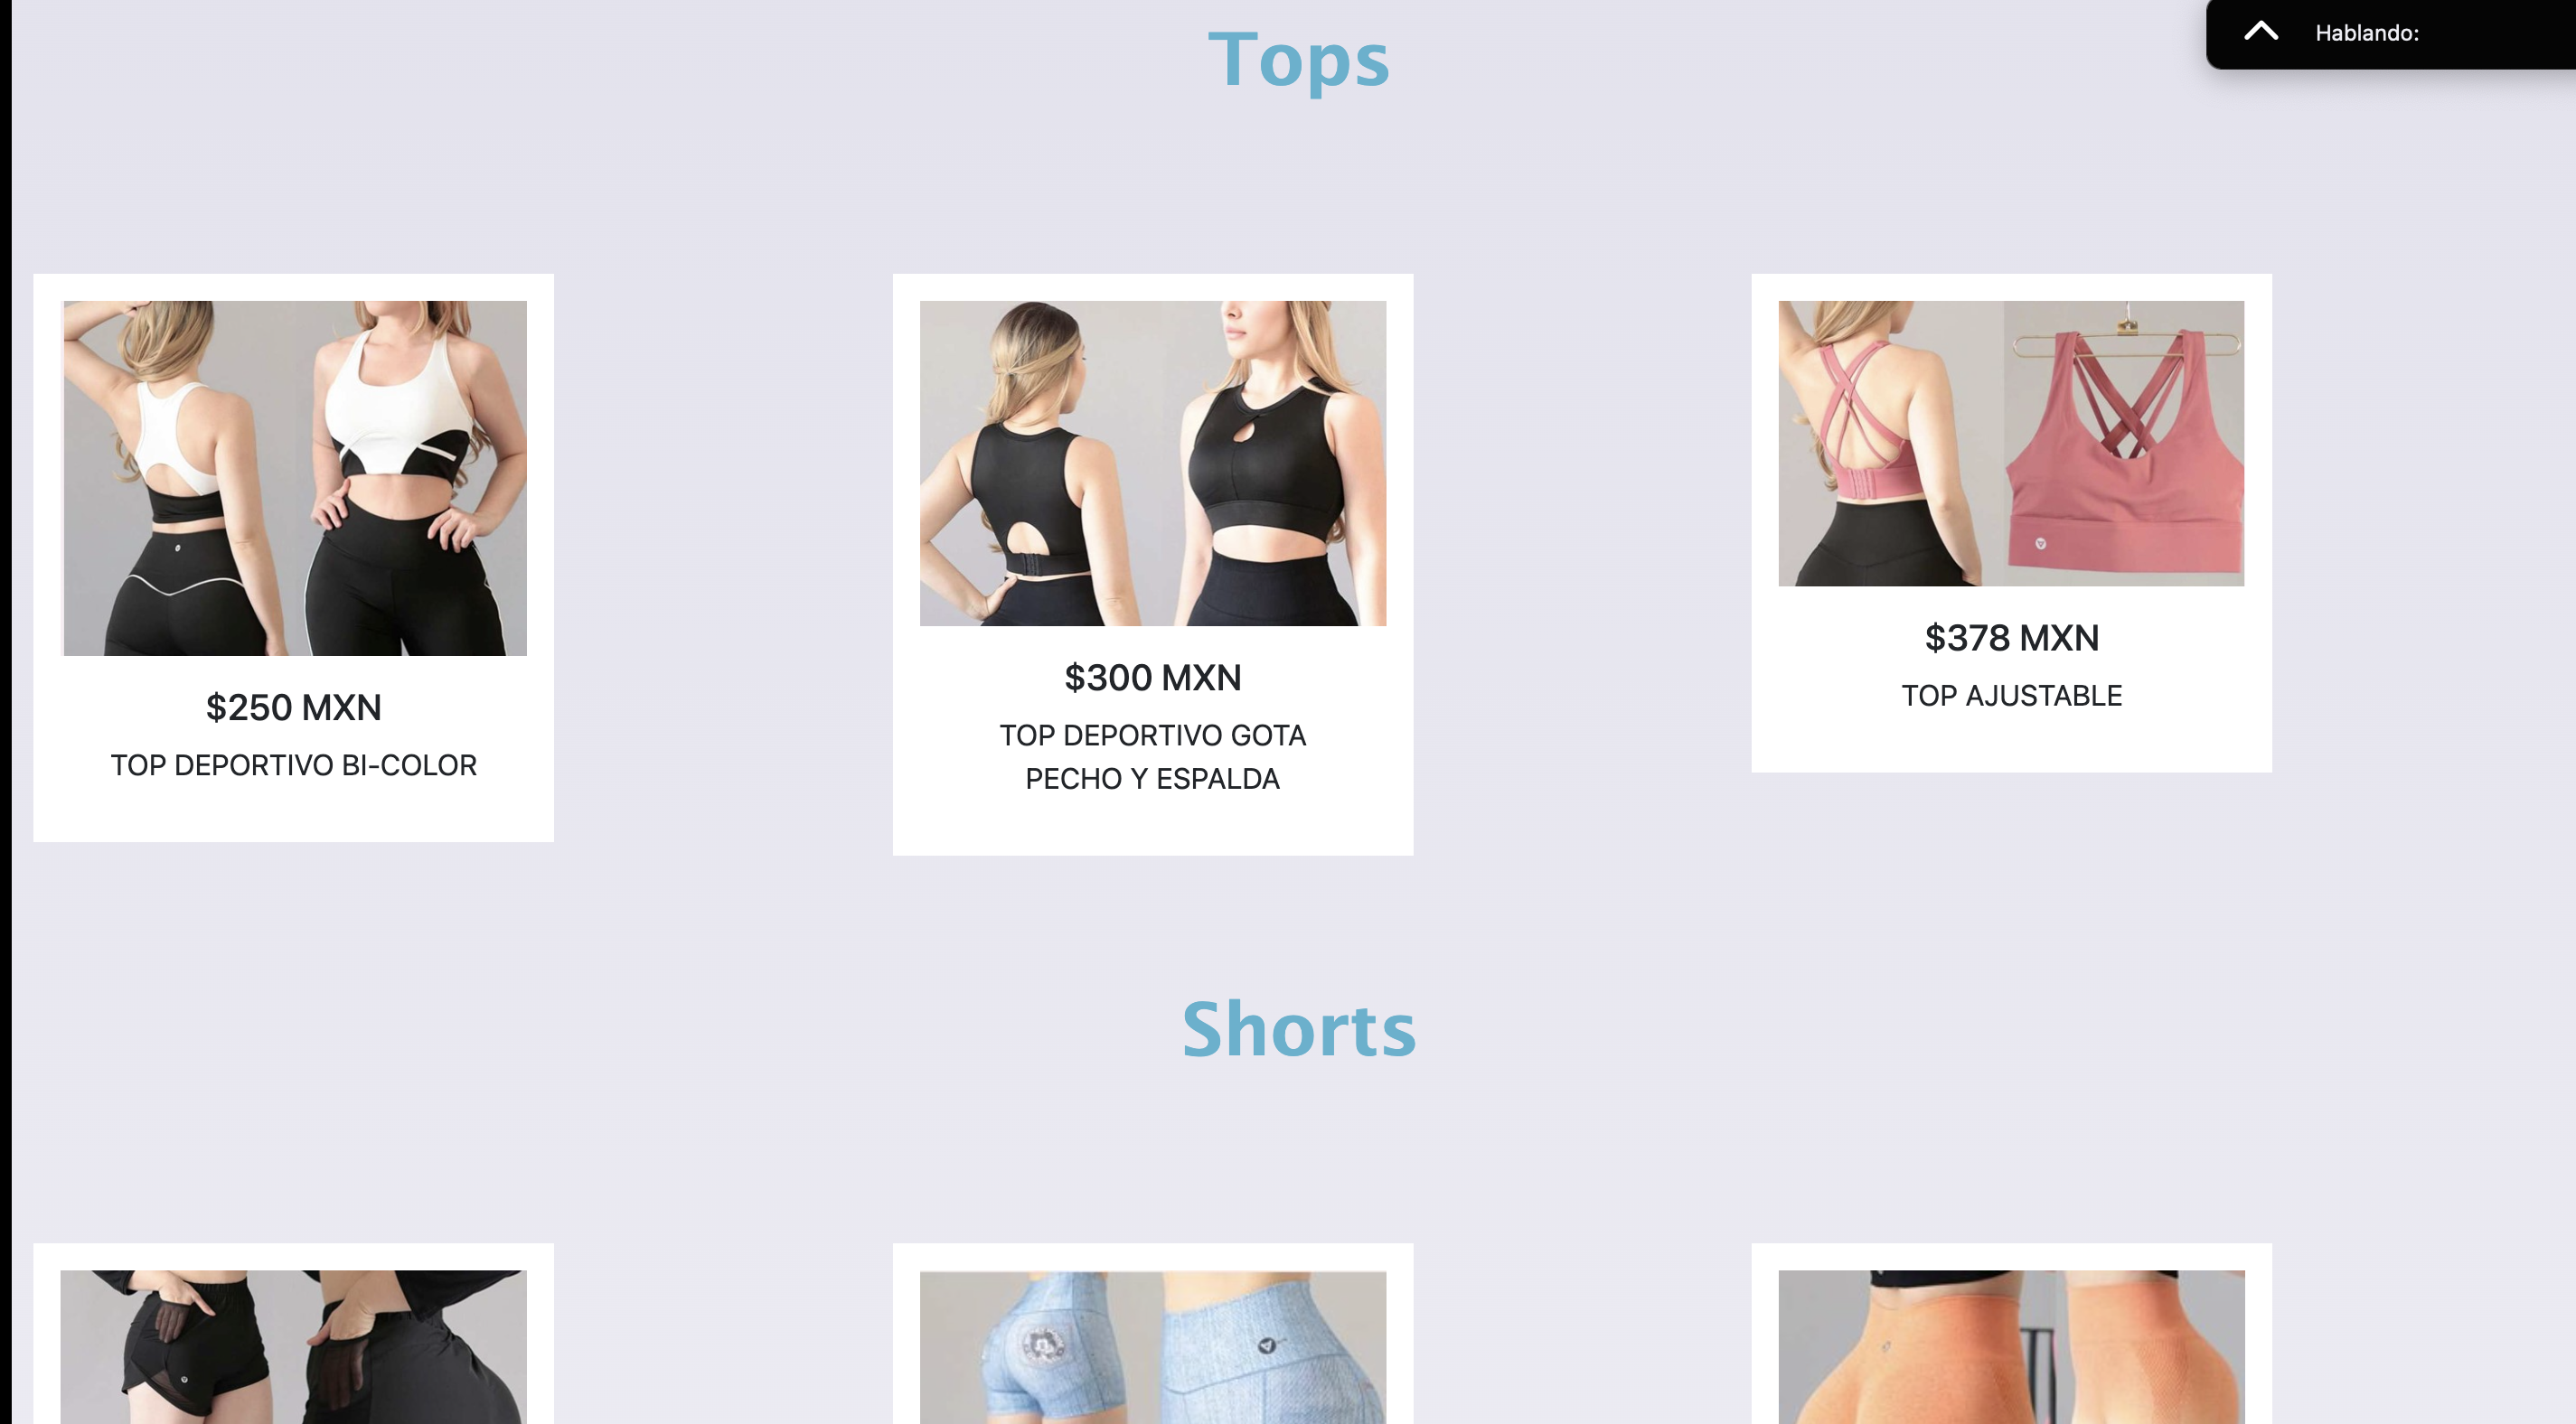 Tops
Hablando:
$250 MXN
TOP DEPORTIVO BI-COLOR
$300 MXN
TOP DEPORTIVO GOTA
PECHO Y ESPALDA
$378 MXN
TOP AJUSTABLE
Shorts